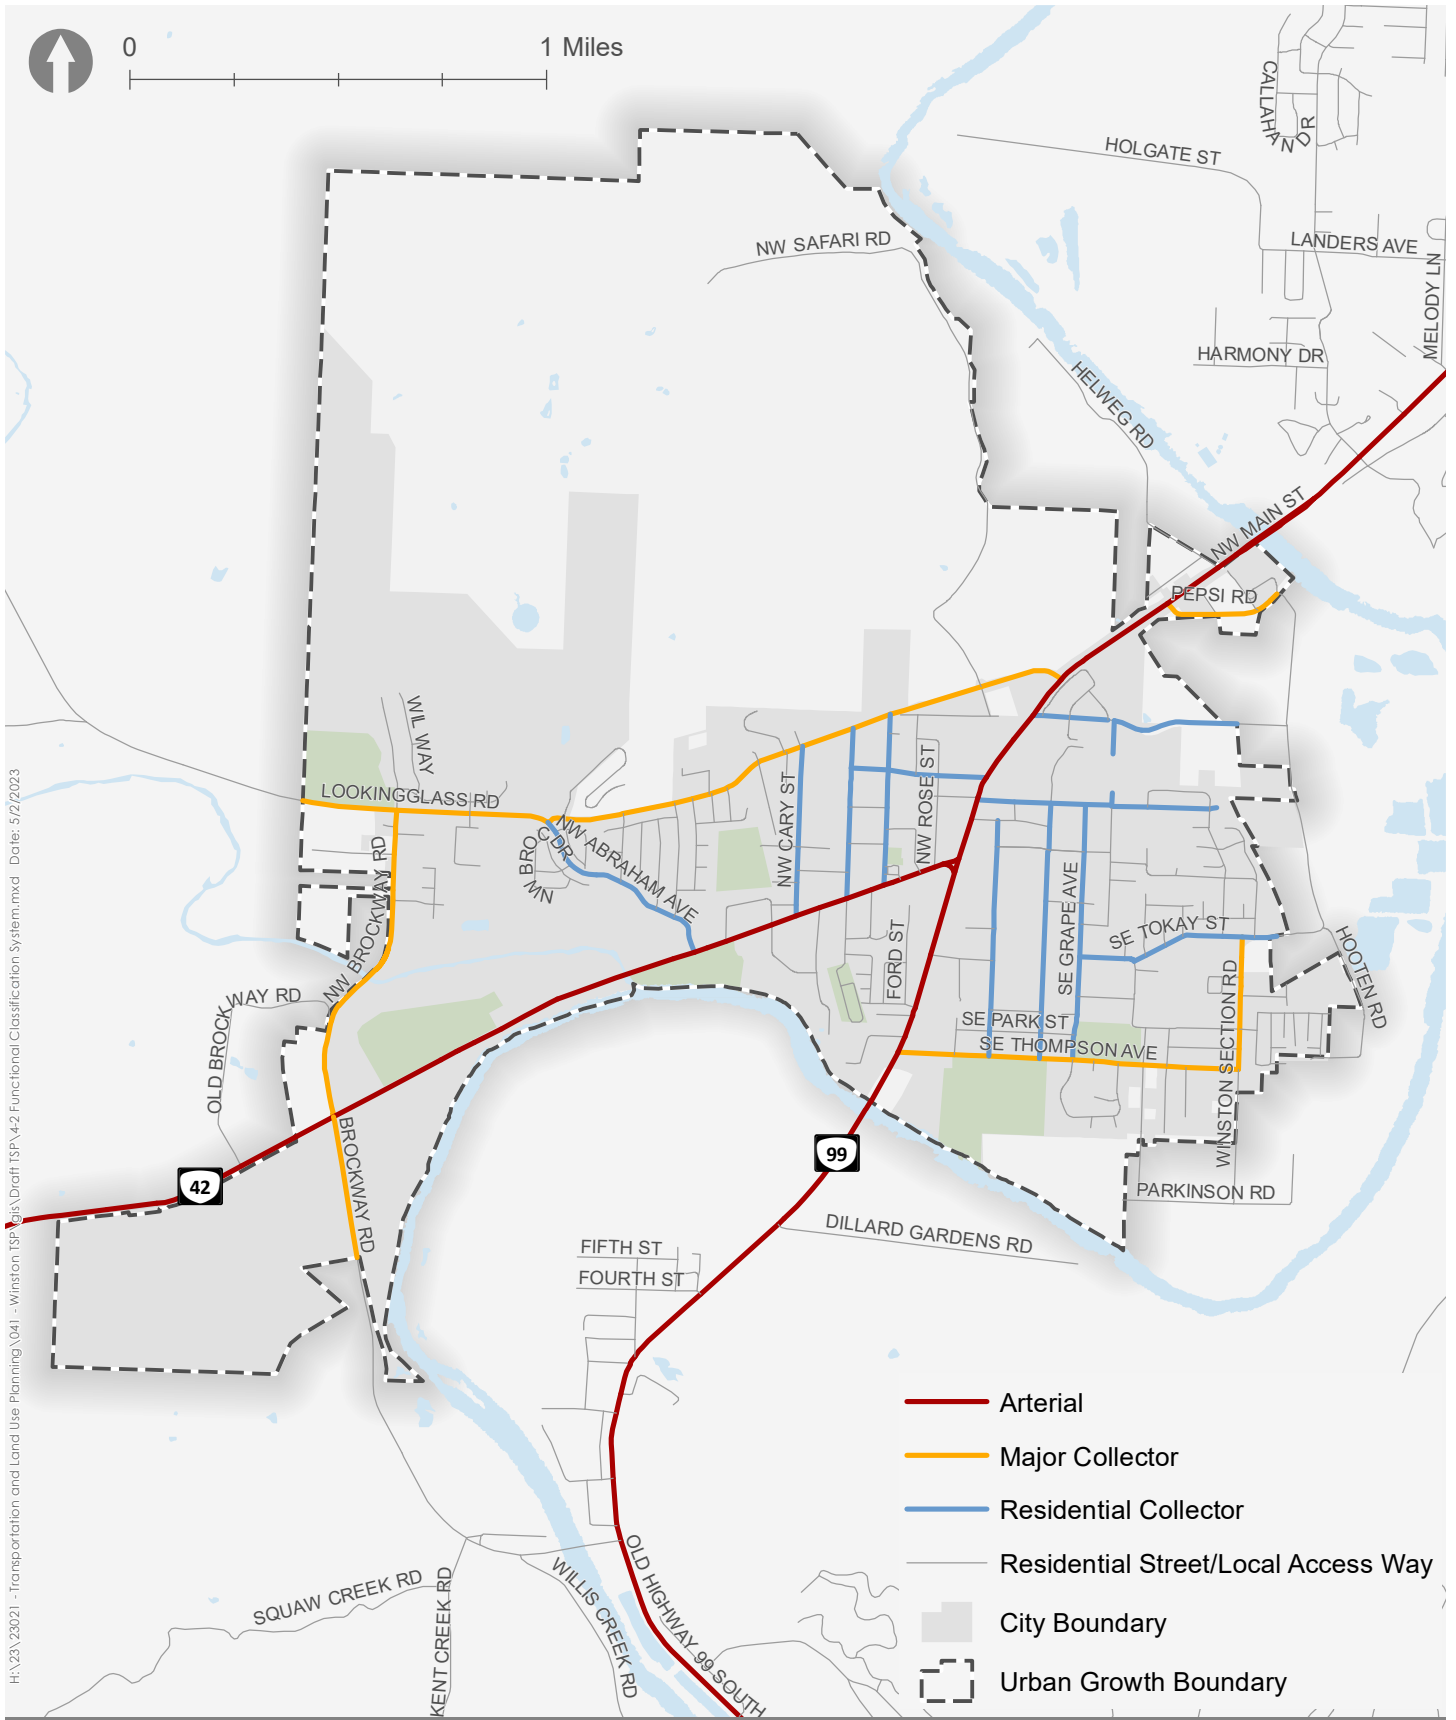 0
1 Miles
CALLAHAN DR
HOLGATE ST
LANDERS AVE
MELODY LN
NW SAFARI RD
HARMONY DR
HELWEG RD
NW MAIN ST
PEPSI RD
WIL WAY
LOOKINGGLASS RD
NW BROCKWAY RD
NW BROC DR
NW ABRAHAM AVE
NW CARY ST
NW ROSE ST
FORD ST
SE GRAPE AVE
SE TOKAY ST
WINSTON SECTION RD
HOOTEN RD
SE PARK ST
SE THOMPSON AVE
OLD BROCKWAY RD
BROCKWAY RD
42
99
PARKINSON RD
DILLARD GARDENS RD
FIFTH ST
FOURTH ST
OLD HIGHWAY 99 SOUTH
WILLIS CREEK RD
SQUAW CREEK RD
KENT CREEK RD
Arterial
Major Collector
Residential Collector
Residential Street/Local Access Way
City Boundary
Urban Growth Boundary
H:\23\23021 - Transportation and Land Use Planning\041 - Winston TSP\gis\Draft TSP\4-2 Functional Classification System.mxd Date: 5/2/2023